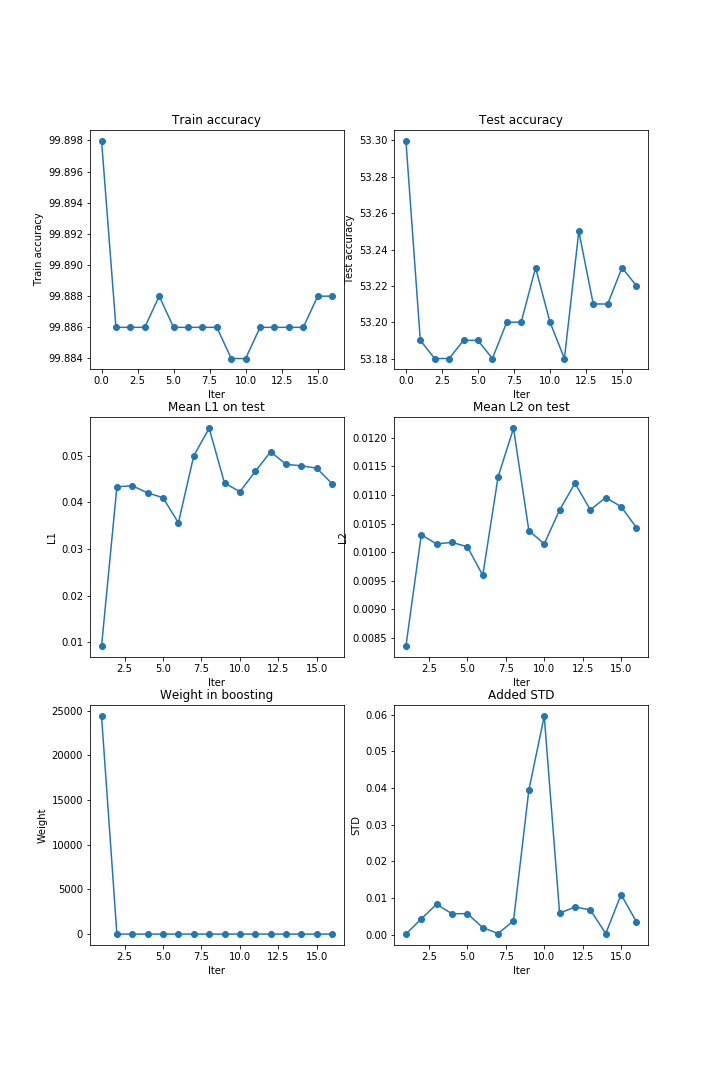 Train accuracy
Train accuracy
99.898
99.896
99.894
99.892
99.890
99.888
99.886
99.884
0.0 2.5 5.0 7.5 10.0 12.5 15.0
Iter
Test accuracy
Test accuracy
53.30
53.28
53.26
53.24
53.22
53.20
53.18
0.0 2.5 5.0 7.5 10.0 12.5 15.0
Iter
Mean L1 on test
L1
0.05
0.04
0.03
0.02
0.01
2.5 5.0 7.5 10.0 12.5 15.0
Iter
Mean L2 on test
L2
0.0120
0.0115
0.0110
0.0105
0.0100
0.0095
0.0090
0.0085
2.5 5.0 7.5 10.0 12.5 15.0
Iter
Weight in boosting
Weight
25000
20000
15000
10000
5000
0
2.5 5.0 7.5 10.0 12.5 15.0
Iter
Added STD
STD
0.06
0.05
0.04
0.03
0.02
0.01
0.00
2.5 5.0 7.5 10.0 12.5 15.0
Iter